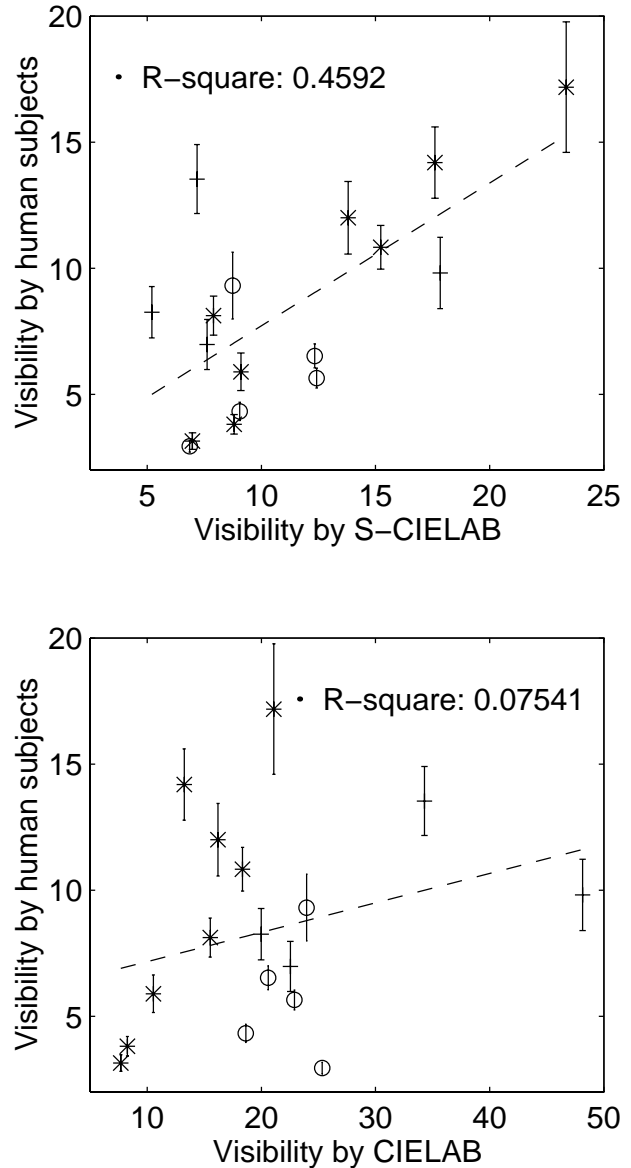 20
15
10
5
Visibility by human subjects
• R−square: 0.4592
5 10 15 20 25
Visibility by S−CIELAB
20
15
10
5
Visibility by human subjects
• R−square: 0.07541
10 20 30 40 50
Visibility by CIELAB